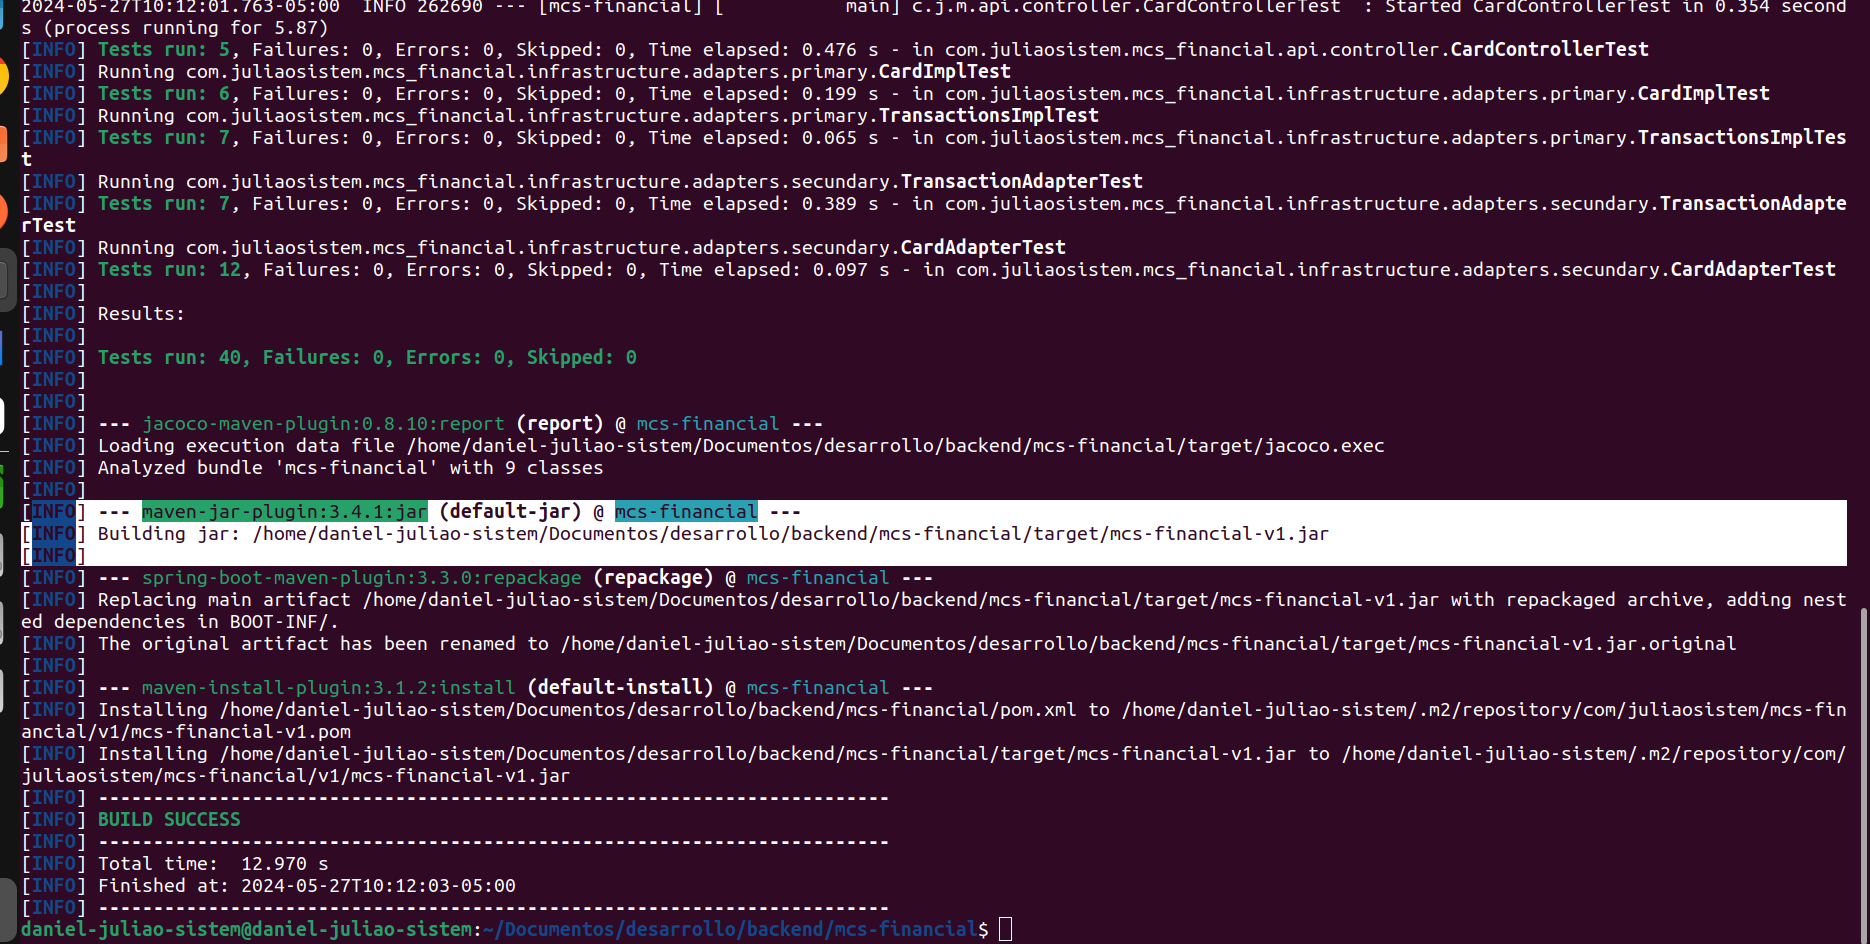 2024-05-27T10:12:01.763-05:00  INFO 262690 --- [mcs-financial] [           main] c.j.m.api.controller.CardControllerTest  : Started CardControllerTest in 0.354 second
s (process running for 5.87)
[INFO] Tests run: 5, Failures: 0, Errors: 0, Skipped: 0, Time elapsed: 0.476 s - in com.juliaosistem.mcs_financial.api.controller.CardControllerTest
[INFO] Running com.juliaosistem.mcs_financial.infrastructure.adapters.primary.CardImplTest
[INFO] Tests run: 6, Failures: 0, Errors: 0, Skipped: 0, Time elapsed: 0.199 s - in com.juliaosistem.mcs_financial.infrastructure.adapters.primary.CardImplTest
[INFO] Running com.juliaosistem.mcs_financial.infrastructure.adapters.primary.TransactionsImplTest
[INFO] Tests run: 7, Failures: 0, Errors: 0, Skipped: 0, Time elapsed: 0.065 s - in com.juliaosistem.mcs_financial.infrastructure.adapters.primary.TransactionsImplTes
t
[INFO] Running com.juliaosistem.mcs_financial.infrastructure.adapters.secundary.TransactionAdapterTest
[INFO] Tests run: 7, Failures: 0, Errors: 0, Skipped: 0, Time elapsed: 0.389 s - in com.juliaosistem.mcs_financial.infrastructure.adapters.secundary.TransactionAdapte
rTest
[INFO] Running com.juliaosistem.mcs_financial.infrastructure.adapters.secundary.CardAdapterTest
[INFO] Tests run: 12, Failures: 0, Errors: 0, Skipped: 0, Time elapsed: 0.097 s - in com.juliaosistem.mcs_financial.infrastructure.adapters.secundary.CardAdapterTest
[INFO]
[INFO] Results:
[INFO]
[INFO] Tests run: 40, Failures: 0, Errors: 0, Skipped: 0
[INFO]
[INFO]
[INFO] --- jacoco-maven-plugin:0.8.10:report (report) @ mcs-financial ---
[INFO] Loading execution data file /home/daniel-juliao-sistem/Documentos/desarrollo/backend/mcs-financial/target/jacoco.exec
[INFO] Analyzed bundle 'mcs-financial' with 9 classes
[INFO]
[INFO] --- maven-jar-plugin:3.4.1:jar (default-jar) @ mcs-financial ---
[INFO] Building jar: /home/daniel-juliao-sistem/Documentos/desarrollo/backend/mcs-financial/target/mcs-financial-v1.jar
[INFO]
[INFO] --- spring-boot-maven-plugin:3.3.0:repackage (repackage) @ mcs-financial ---
[INFO] Replacing main artifact /home/daniel-juliao-sistem/Documentos/desarrollo/backend/mcs-financial/target/mcs-financial-v1.jar with repackaged archive, adding nest
ed dependencies in BOOT-INF/.
[INFO] The original artifact has been renamed to /home/daniel-juliao-sistem/Documentos/desarrollo/backend/mcs-financial/target/mcs-financial-v1.jar.original
[INFO]
[INFO] --- maven-install-plugin:3.1.2:install (default-install) @ mcs-financial ---
[INFO] Installing /home/daniel-juliao-sistem/Documentos/desarrollo/backend/mcs-financial/pom.xml to /home/daniel-juliao-sistem/.m2/repository/com/juliaosistem/mcs-fin
ancial/v1/mcs-financial-v1.pom
[INFO] Installing /home/daniel-juliao-sistem/Documentos/desarrollo/backend/mcs-financial/target/mcs-financial-v1.jar to /home/daniel-juliao-sistem/.m2/repository/com/
juliaosistem/mcs-financial/v1/mcs-financial-v1.jar
[INFO] ------------------------------------------------------------------------
[INFO] BUILD SUCCESS
[INFO] ------------------------------------------------------------------------
[INFO] Total time:  12.970 s
[INFO] Finished at: 2024-05-27T10:12:03-05:00
[INFO] ------------------------------------------------------------------------
daniel-juliao-sistem@daniel-juliao-sistem:~/Documentos/desarrollo/backend/mcs-financial$